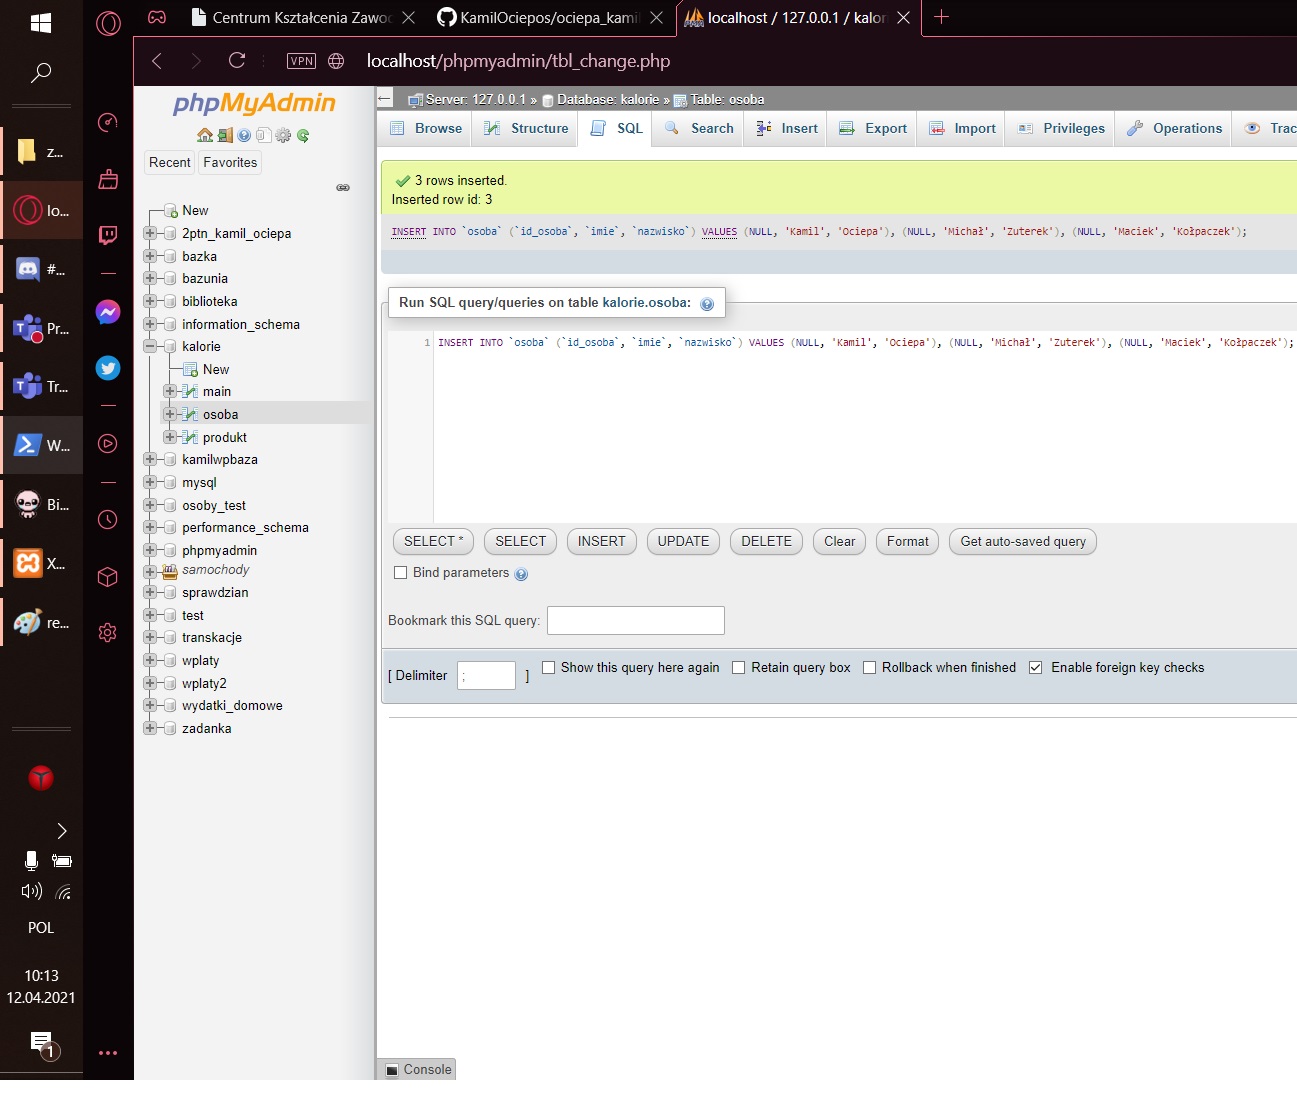 Centrum Kształcenia Zawo
KamilOciepos/ociepa_kamil
localhost / 127.0.0.1 / kalor
VPN
localhost/phpmyadmin/tbl_change.php
z...
lo...
#...
Pr...
Tr...
W...
Bi...
X...
re...
POL
10:13
12.04.2021
1
phpMyAdmin
Recent
Favorites
New
2ptn_kamil_ociepa
bazka
bazunia
biblioteka
information_schema
kalorie
New
main
osoba
produkt
kamilwpbaza
mysql
osoby_test
performance_schema
phpmyadmin
samochody
sprawdzian
test
transkacje
wplaty
wplaty2
wydatki_domowe
zadanka
Server: 127.0.0.1 » Database: kalorie » Table: osoba
Browse Structure SQL Search Insert Export Import Privileges Operations Trac
3 rows inserted.
Inserted row id: 3
INSERT INTO `osoba` (`id_osoba`, `imie`, `nazwisko`) VALUES (NULL, 'Kamil', 'Ociepa'), (NULL, 'Michał', 'Zuterek'), (NULL, 'Maciek', 'Kołpaczek');
Run SQL query/queries on table kalorie.osoba:
1 INSERT INTO `osoba` (`id_osoba`, `imie`, `nazwisko`) VALUES (NULL, 'Kamil', 'Ociepa'), (NULL, 'Michał', 'Zuterek'), (NULL, 'Maciek', 'Kołpaczek');
SELECT * SELECT INSERT UPDATE DELETE Clear Format Get auto-saved query
Bind parameters
Bookmark this SQL query:
[ Delimiter ; ] Show this query here again Retain query box Rollback when finished Enable foreign key checks
Console